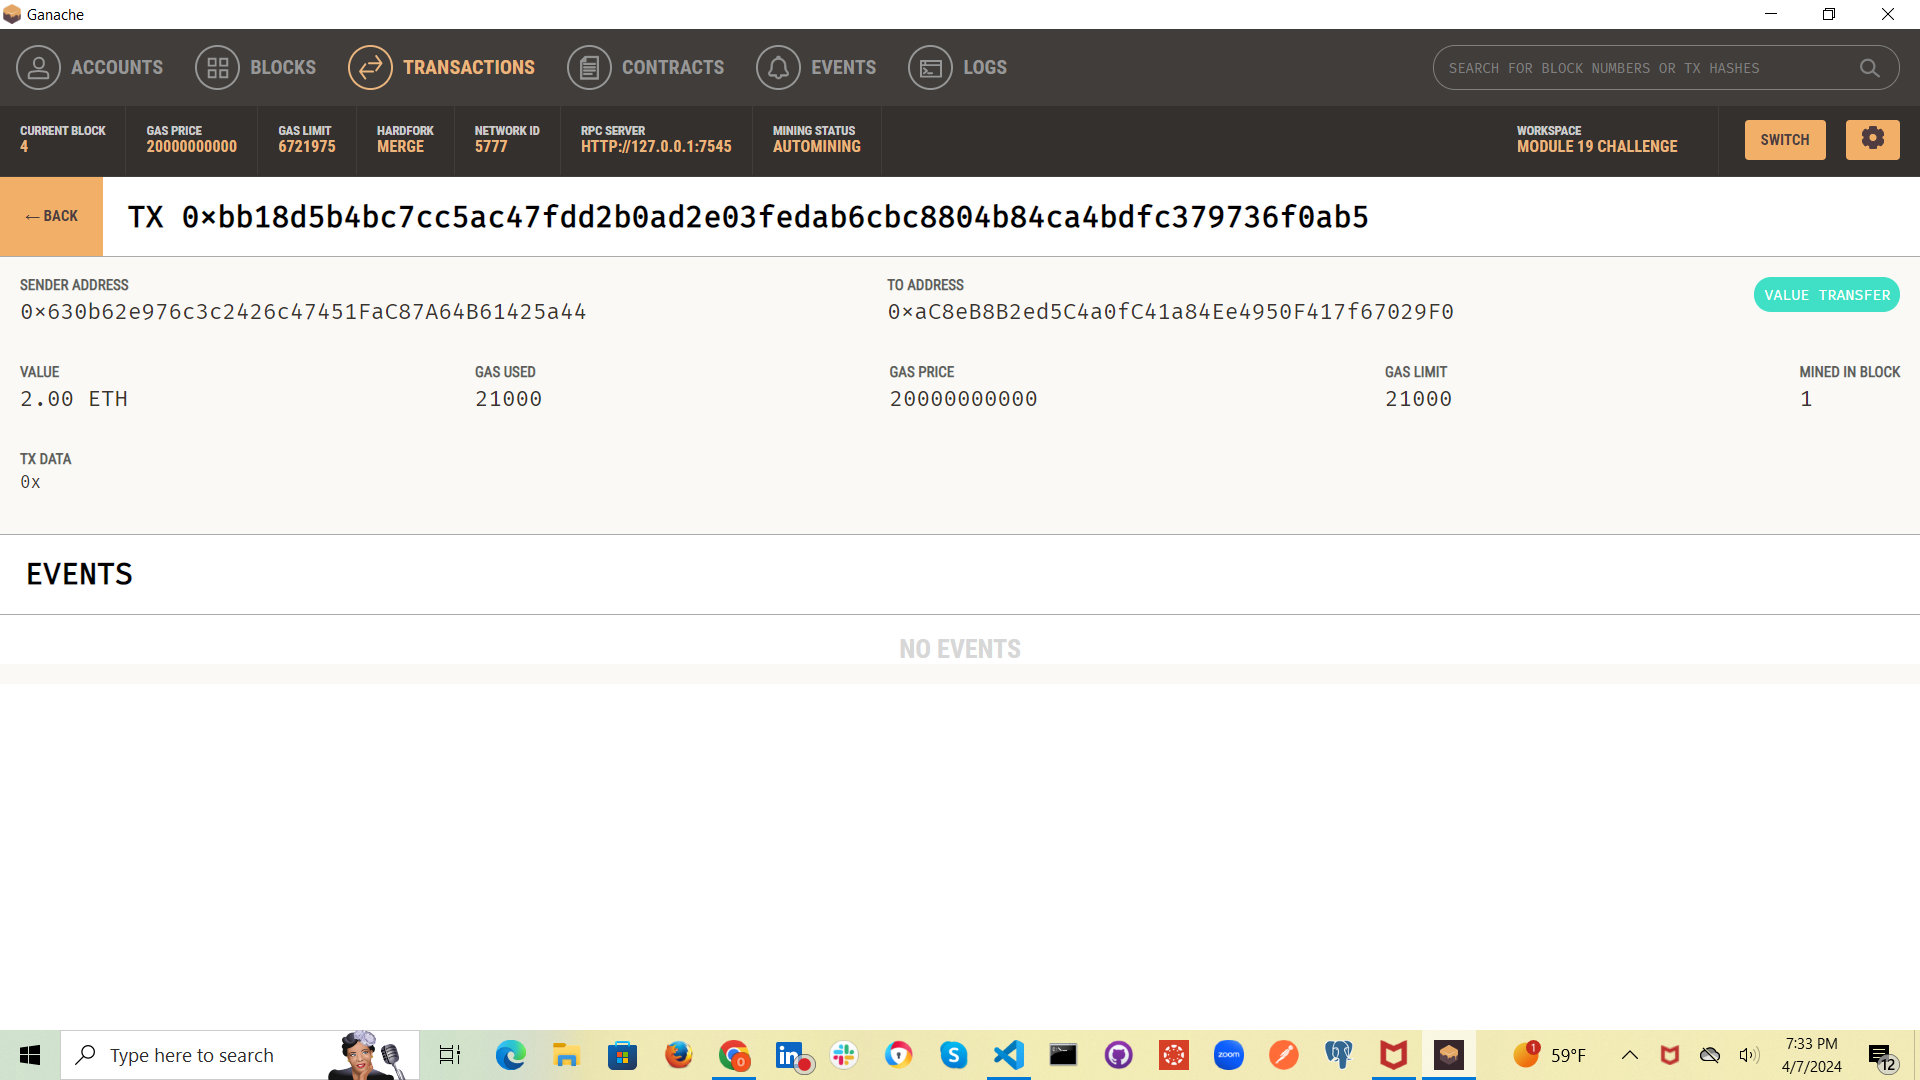 Ganache
ACCOUNTS BLOCKS TRANSACTIONS CONTRACTS EVENTS LOGS SEARCH FOR BLOCK NUMBERS OR TX HASHES
CURRENT BLOCK GAS PRICE GAS LIMIT HARDFORK NETWORK ID RPC SERVER MINING STATUS WORKSPACE
4 20000000000 6721975 MERGE 5777 HTTP://127.0.0.1:7545 AUTOMINING MODULE 19 CHALLENGE SWITCH
← BACK TX 0×bb18d5b4bc7cc5ac47fdd2b0ad2e03fedab6cbc8804b84ca4bdfc379736f0ab5
SENDER ADDRESS TO ADDRESS
0×630b62e976c3c2426c47451FaC87A64B61425a44 0×aC8eB8B2ed5C4a0fC41a84Ee4950F417f67029F0 VALUE TRANSFER
VALUE GAS USED GAS PRICE GAS LIMIT MINED IN BLOCK
2.00 ETH 21000 20000000000 21000 1
TX DATA
0x
EVENTS
NO EVENTS
Type here to search in S zoom 1 59°F 7:33 PM
4/7/2024 12